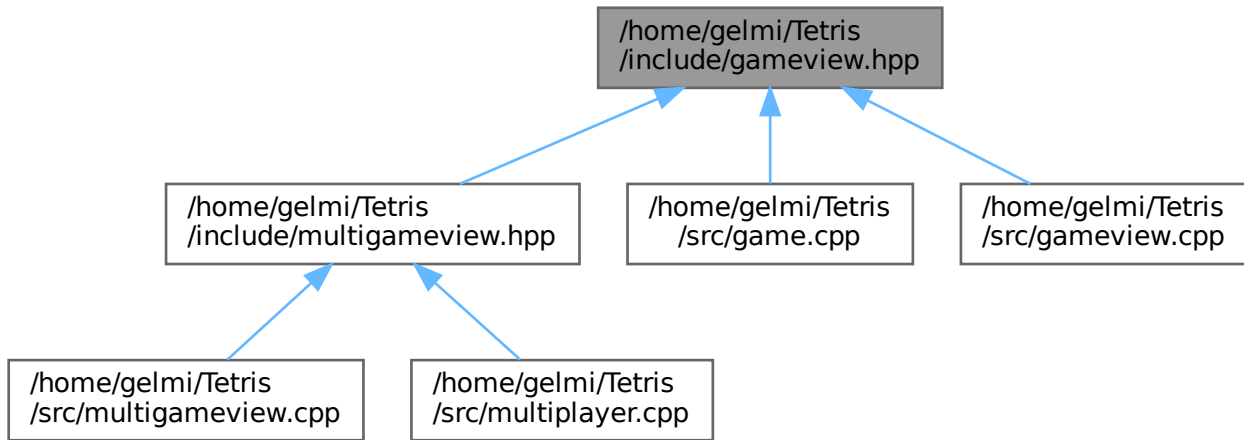 /home/gelmi/Tetris
/include/gameview.hpp
/home/gelmi/Tetris
/include/multigameview.hpp
/home/gelmi/Tetris
/src/game.cpp
/home/gelmi/Tetris
/src/gameview.cpp
/home/gelmi/Tetris
/src/multigameview.cpp
/home/gelmi/Tetris
/src/multiplayer.cpp